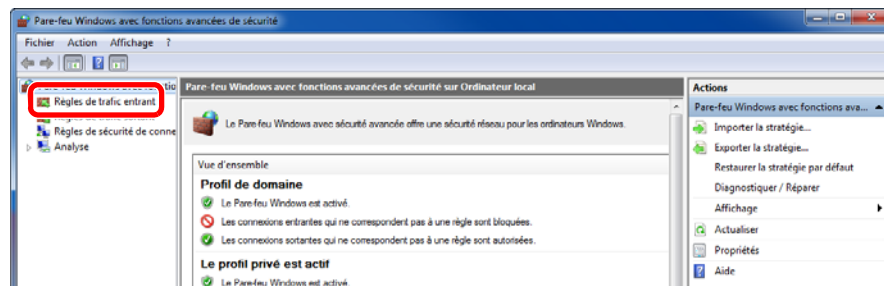 Pare-feu Windows avec fonctions avancées de sécurité
Fichier Action Affichage ?
Règles de trafic entrant
Règles de sécurité de conne
Analyse
Pare-feu Windows avec fonctions avancées de sécurité sur Ordinateur local
Le Pare-feu Windows avec sécurité avancée offre une sécurité réseau pour les ordinateurs Windows.
Vue d'ensemble
Profil de domaine
Le Pare-feu Windows est activé.
Les connexions entrantes qui ne correspondent pas à une règle sont bloquées.
Les connexions sortantes qui ne correspondent pas à une règle sont autorisées.
Le profil privé est actif
Le Pare-feu Windows est activé.
Actions
Pare-feu Windows avec fonctions ava...
Importer la stratégie...
Exporter la stratégie...
Restaurer la stratégie par défaut
Diagnostiquer / Réparer
Affichage
Actualiser
Propriétés
Aide